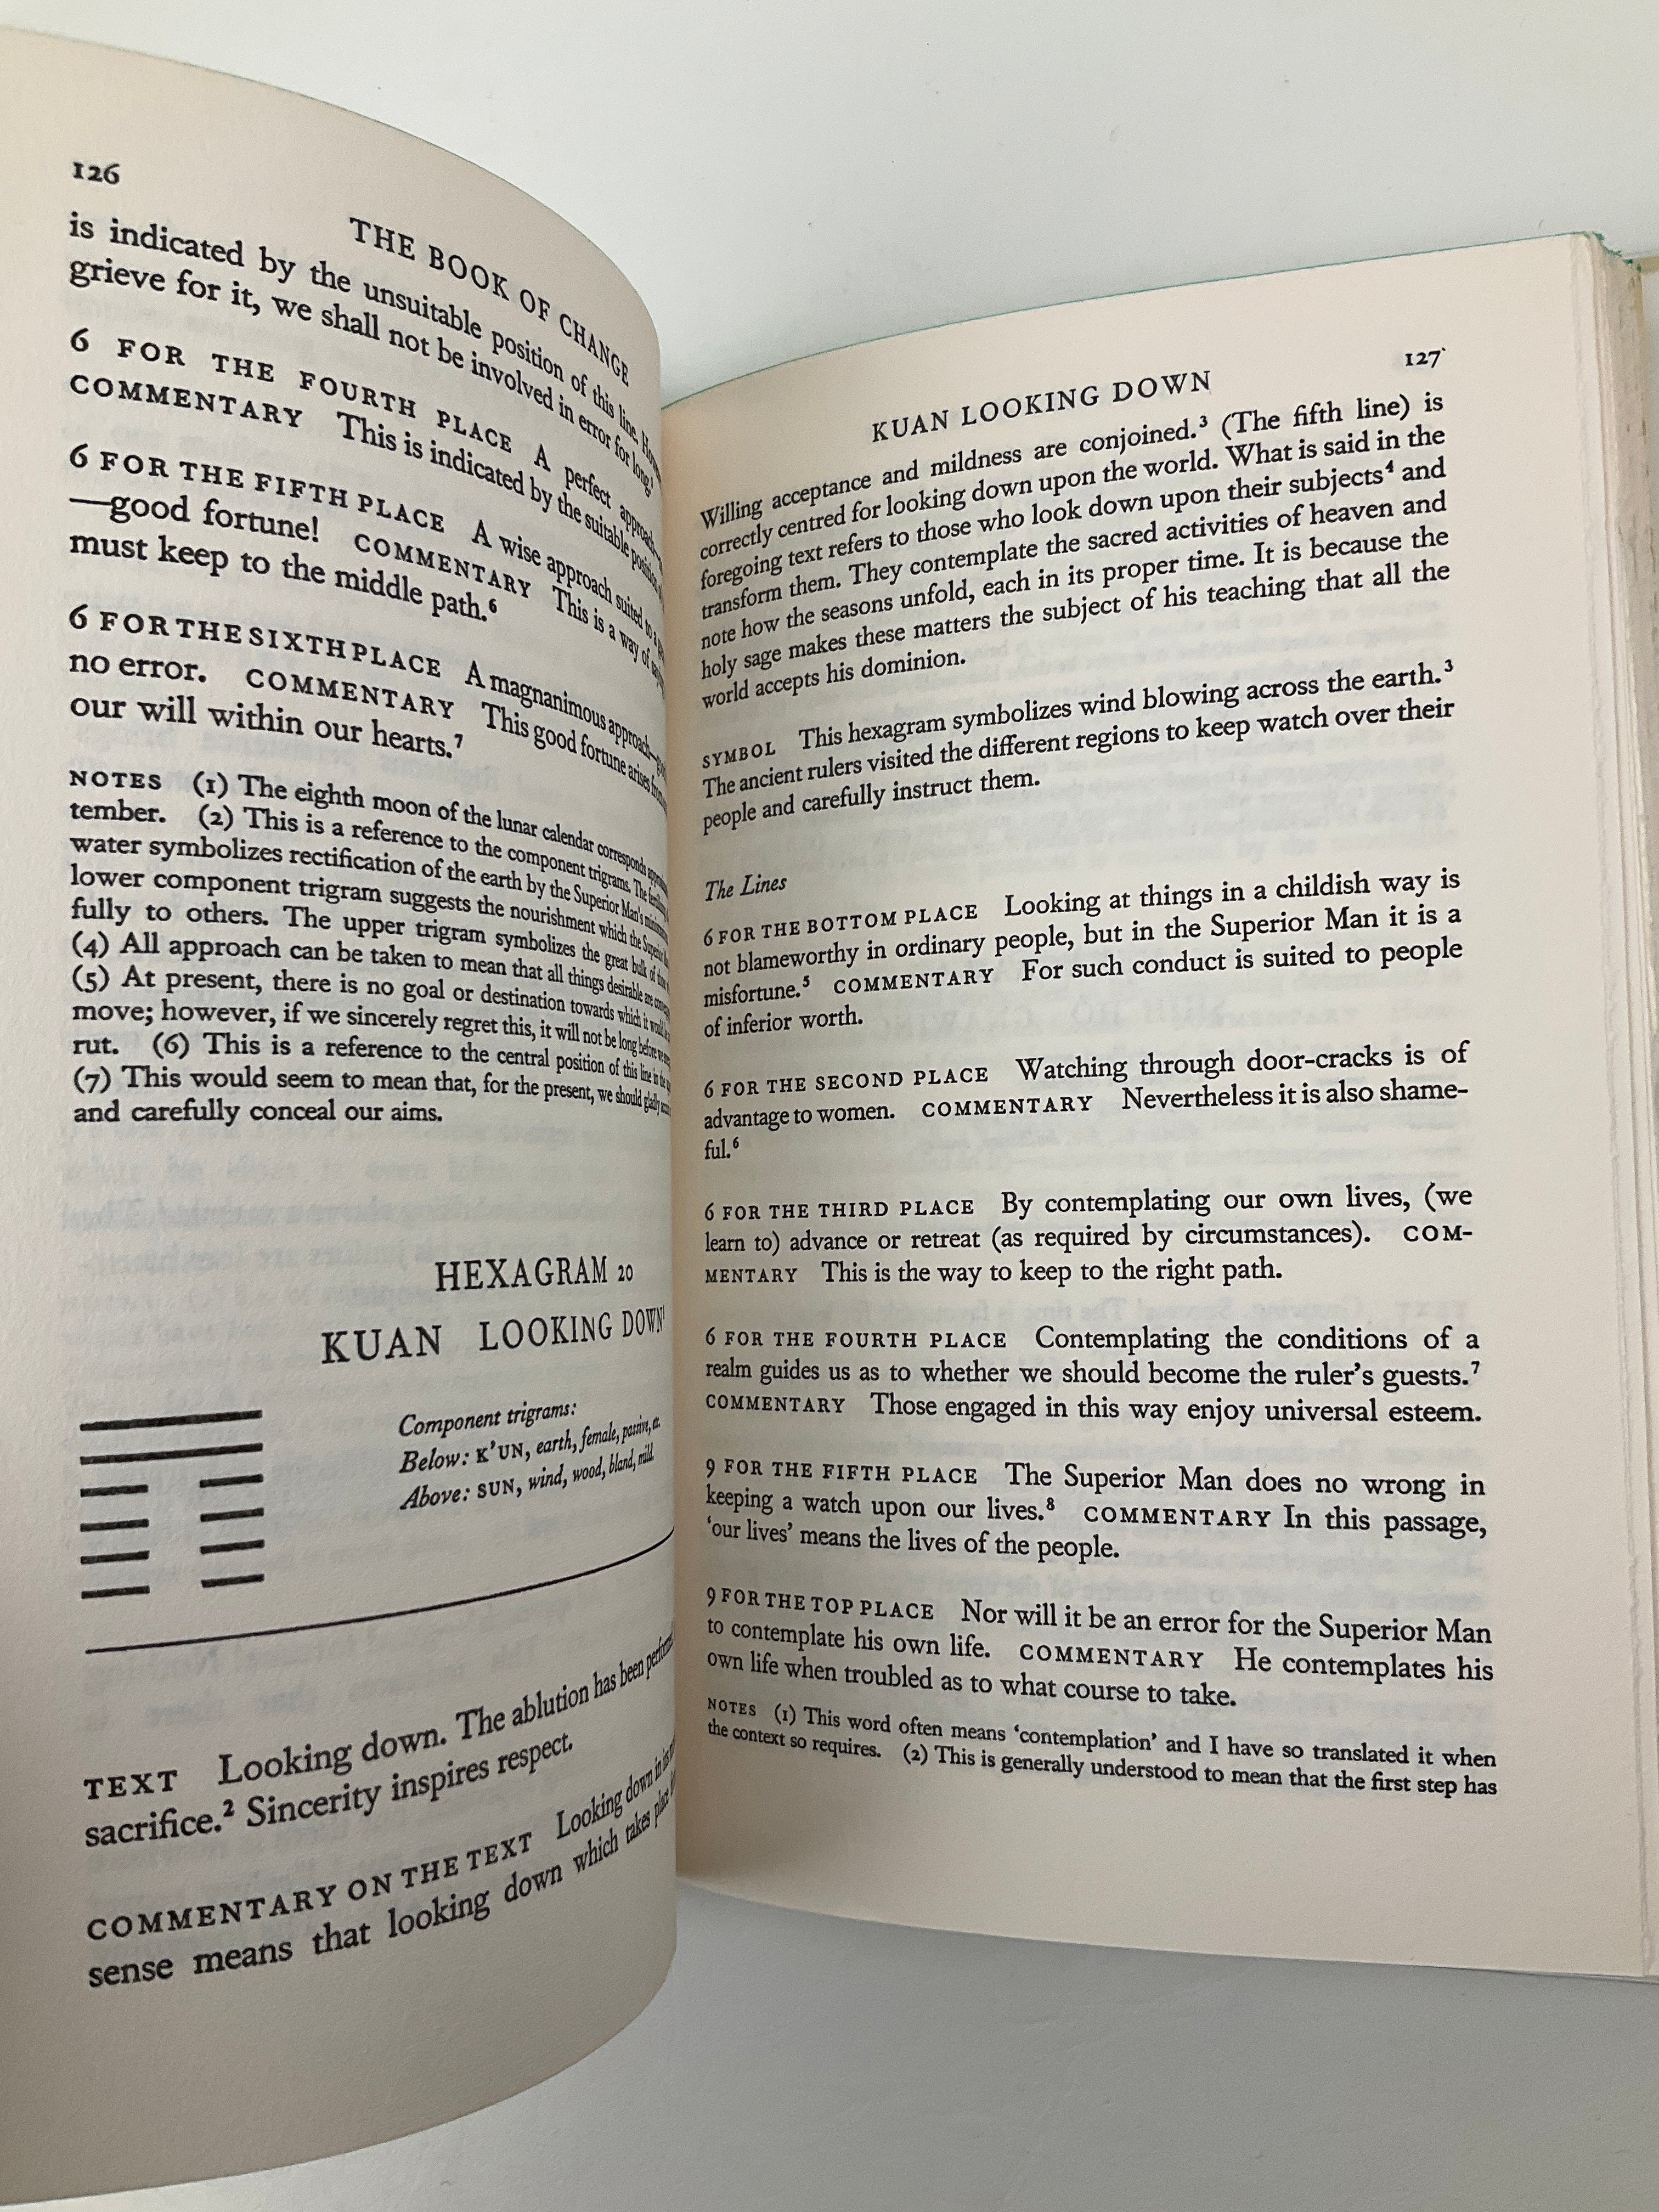 126
THE BOOK OF CHANGE
is indicated by the unsuitable position of this line.
grieve for it, we shall not be involved in error for long!
6 FOR THE FOURTH PLACE A perfect approach—
COMMENTARY This is indicated by the suitable position
6 FOR THE FIFTH PLACE A wise approach suited to a
—good fortune! COMMENTARY This is a way of
must keep to the middle path.⁶
6 FOR THE SIXTH PLACE A magnanimous approach—
no error. COMMENTARY This good fortune arises from
our will within our hearts.⁷
NOTES (1) The eighth moon of the lunar calendar corresponds
tember. (2) This is a reference to the component trigrams. The
water symbolizes rectification of the earth by the Superior Man's
lower component trigram suggests the nourishment which the Superior
fully to others. The upper trigram symbolizes the great bulk of
(4) All approach can be taken to mean that all things desirable are
(5) At present, there is no goal or destination towards which it would
move; however, if we sincerely regret this, it will not be long before we
rut. (6) This is a reference to the central position of this line in the
(7) This would seem to mean that, for the present, we should gladly
and carefully conceal our aims.
HEXAGRAM 20
KUAN LOOKING DOWN¹
Component trigrams:
Below: K'UN, earth, female, passive, etc.
Above: SUN, wind, wood, bland, mild.
TEXT Looking down. The ablution has been performed
sacrifice.² Sincerity inspires respect.
COMMENTARY ON THE TEXT Looking down in its
sense means that looking down which takes place
127
KUAN LOOKING DOWN
Willing acceptance and mildness are conjoined.³ (The fifth line) is
correctly centred for looking down upon the world. What is said in the
foregoing text refers to those who look down upon their subjects⁴ and
transform them. They contemplate the sacred activities of heaven and
note how the seasons unfold, each in its proper time. It is because the
holy sage makes these matters the subject of his teaching that all the
world accepts his dominion.
SYMBOL This hexagram symbolizes wind blowing across the earth.³
The ancient rulers visited the different regions to keep watch over their
people and carefully instruct them.
The Lines
6 FOR THE BOTTOM PLACE Looking at things in a childish way is
not blameworthy in ordinary people, but in the Superior Man it is a
misfortune.⁵ COMMENTARY For such conduct is suited to people
of inferior worth.
6 FOR THE SECOND PLACE Watching through door-cracks is of
advantage to women. COMMENTARY Nevertheless it is also shame-
ful.⁶
6 FOR THE THIRD PLACE By contemplating our own lives, (we
learn to) advance or retreat (as required by circumstances). COM-
MENTARY This is the way to keep to the right path.
6 FOR THE FOURTH PLACE Contemplating the conditions of a
realm guides us as to whether we should become the ruler's guests.⁷
COMMENTARY Those engaged in this way enjoy universal esteem.
9 FOR THE FIFTH PLACE The Superior Man does no wrong in
keeping a watch upon our lives.⁸ COMMENTARY In this passage,
'our lives' means the lives of the people.
9 FOR THE TOP PLACE Nor will it be an error for the Superior Man
to contemplate his own life. COMMENTARY He contemplates his
own life when troubled as to what course to take.
NOTES (1) This word often means 'contemplation' and I have so translated it when
the context so requires. (2) This is generally understood to mean that the first step has